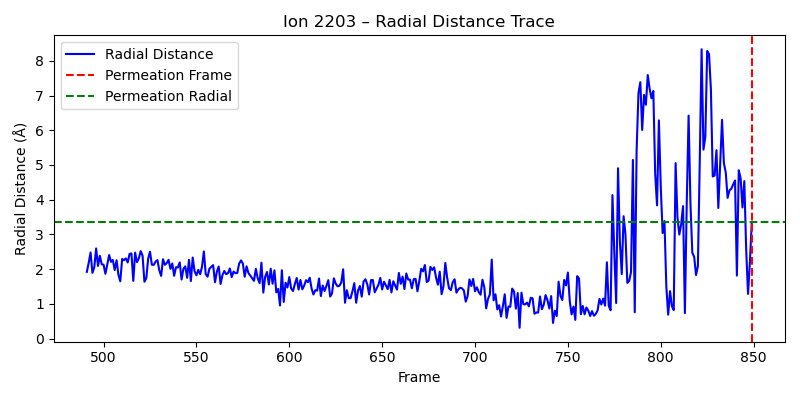 Ion 2203 – Radial Distance Trace
Radial Distance
Permeation Frame
Permeation Radial
Radial Distance (Å)
8
7
6
5
4
3
2
1
0
500
550
600
650
700
750
800
850
Frame